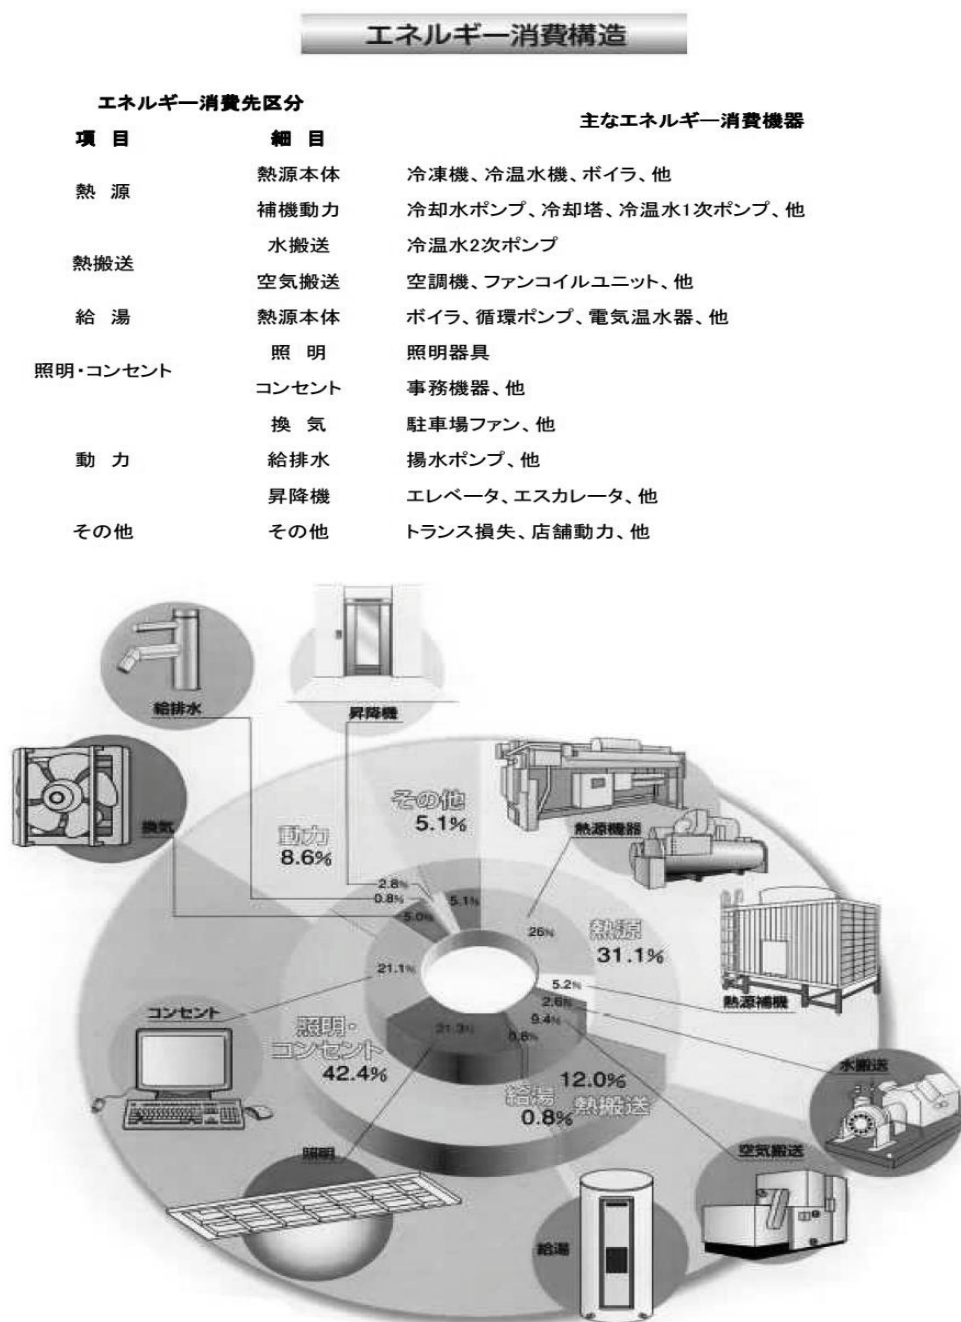 エネルギー消費構造
エネルギー消費先区分
主なエネルギー消費機器
項 目 細 目
熱 源
熱源本体 冷凍機、冷温水機、ボイラ、他
補機動力 冷却水ポンプ、冷却塔、冷温水1次ポンプ、他
熱搬送
水搬送 冷温水2次ポンプ
空気搬送 空調機、ファンコイルユニット、他
給 湯 熱源本体 ボイラ、循環ポンプ、電気温水器、他
照明・コンセント
照 明 照明器具
コンセント 事務機器、他
換 気 駐車場ファン、他
動 力 給排水 揚水ポンプ、他
昇降機 エレベータ、エスカレータ、他
その他 その他 トランス損失、店舗動力、他
給排水
昇降機
その他
5.1%
動力
8.6%
換気
熱源機器
2.8%
0.8%
5.0%
5.1%
26%
熱源
31.1%
21.1%
5.2%
2.6%
9.4%
0.8%
21.3%
熱源補機
コンセント
照明・
コンセント
42.4%
12.0%
熱搬送
給湯
0.8%
水搬送
照明
空気搬送
給湯